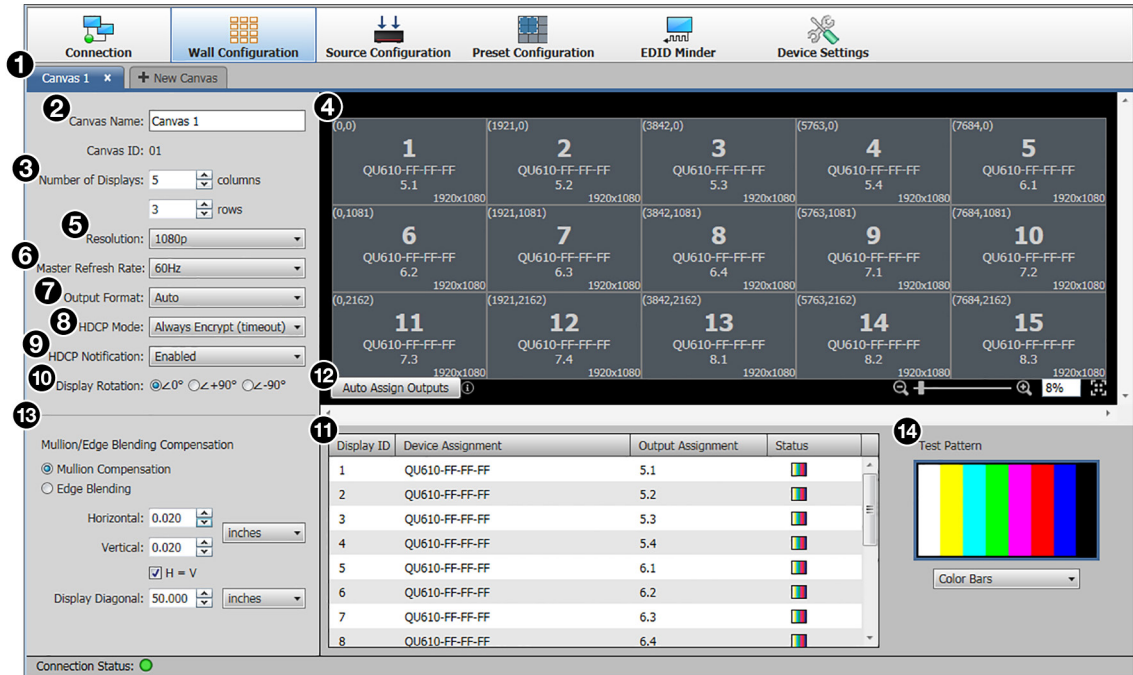 Connection Wall Configuration Source Configuration Preset Configuration EDID Minder Device Settings
1
Canvas 1 × + New Canvas
2
Canvas Name: Canvas 1
Canvas ID: 01
3
Number of Displays: 5 columns
3 rows
5
Resolution: 1080p
6
Master Refresh Rate: 60Hz
7
Output Format: Auto
8
HDCP Mode: Always Encrypt (timeout)
9
HDCP Notification: Enabled
10
Display Rotation: ∠0° ∠+90° ∠-90°
4
(0,0) (1921,0) (3842,0) (5763,0) (7684,0)
1 2 3 4 5
QU610-FF-FF-FF QU610-FF-FF-FF QU610-FF-FF-FF QU610-FF-FF-FF QU610-FF-FF-FF
5.1 5.2 5.3 5.4 6.1
1920x1080 1920x1080 1920x1080 1920x1080 1920x1080
(0,1081) (1921,1081) (3842,1081) (5763,1081) (7684,1081)
6 7 8 9 10
QU610-FF-FF-FF QU610-FF-FF-FF QU610-FF-FF-FF QU610-FF-FF-FF QU610-FF-FF-FF
6.2 6.3 6.4 7.1 7.2
1920x1080 1920x1080 1920x1080 1920x1080 1920x1080
(0,2162) (1921,2162) (3842,2162) (5763,2162) (7684,2162)
11 12 13 14 15
QU610-FF-FF-FF QU610-FF-FF-FF QU610-FF-FF-FF QU610-FF-FF-FF QU610-FF-FF-FF
7.3 7.4 8.1 8.2 8.3
1920x1080 1920x1080 1920x1080 1920x1080 1920x1080
12
Auto Assign Outputs i 8%
13
Mullion/Edge Blending Compensation
Mullion Compensation
Edge Blending
Horizontal: 0.020
inches
Vertical: 0.020
H = V
Display Diagonal: 50.000 inches
11
Display ID Device Assignment Output Assignment Status
1 QU610-FF-FF-FF 5.1
2 QU610-FF-FF-FF 5.2
3 QU610-FF-FF-FF 5.3
4 QU610-FF-FF-FF 5.4
5 QU610-FF-FF-FF 6.1
6 QU610-FF-FF-FF 6.2
7 QU610-FF-FF-FF 6.3
8 QU610-FF-FF-FF 6.4
14
Test Pattern
Color Bars
Connection Status: